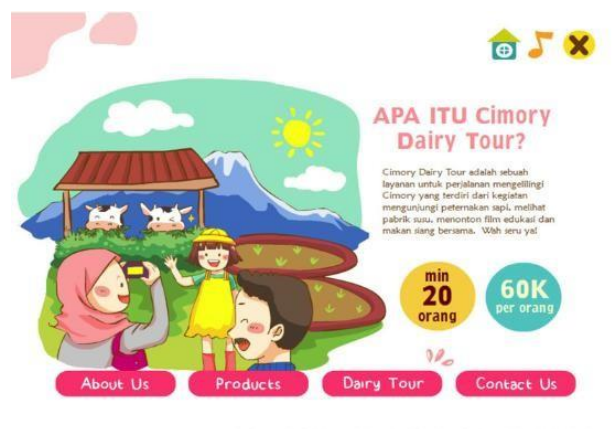 APA ITU Cimory
Dairy Tour?
Cimory Dairy Tour adalah sebuah
layanan untuk perjalanan mengelilingi
Cimory yang terdiri dari kegiatan
mengunjungi peternakan sapi, melihat
pabrik susu, menonton film edukasi dan
makan siang bersama. Wah seru ya!
min
20
orang
60K
per orang
About Us
Products
Dairy Tour
Contact Us